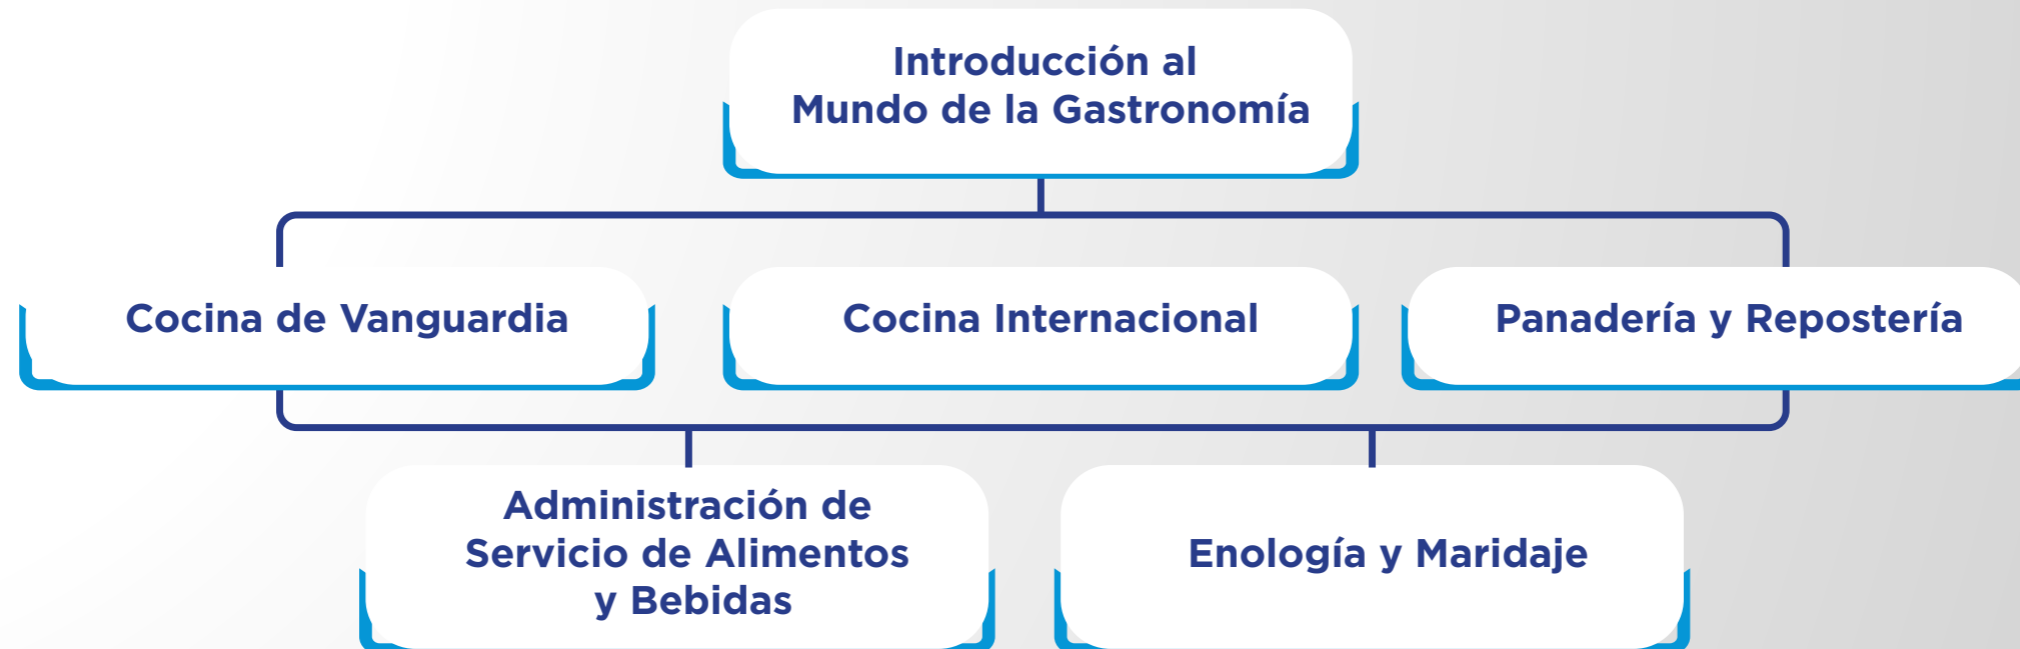 Introducción al
Mundo de la Gastronomía
Cocina de Vanguardia
Cocina Internacional
Panadería y Repostería
Administración de
Servicio de Alimentos
y Bebidas
Enología y Maridaje